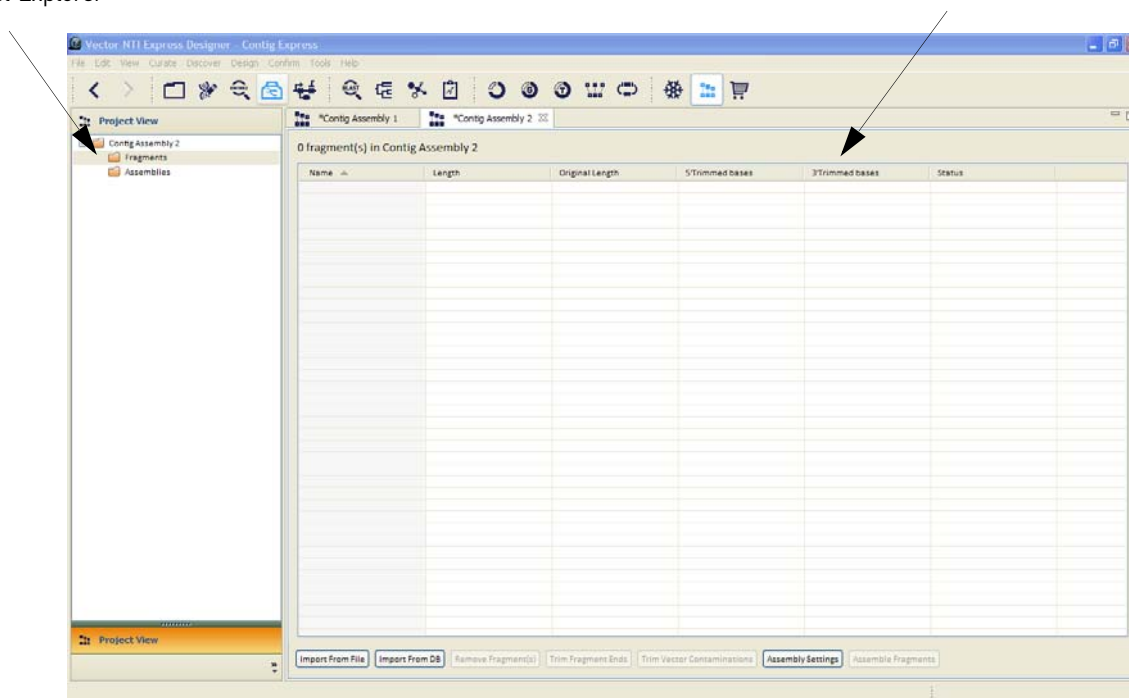 Vector NTI Express Designer - Contig Express
File Edit View Curate Discover Design Confirm Tools Help
Project View
*Contig Assembly 1
*Contig Assembly 2
Contig Assembly 2
Fragments
Assemblies
0 fragment(s) in Contig Assembly 2
Name Length Original Length 5'Trimmed bases 3'Trimmed bases Status
Project View
Import From File Import From DB Remove Fragment(s) Trim Fragment Ends Trim Vector Contaminations Assembly Settings Assemble Fragments